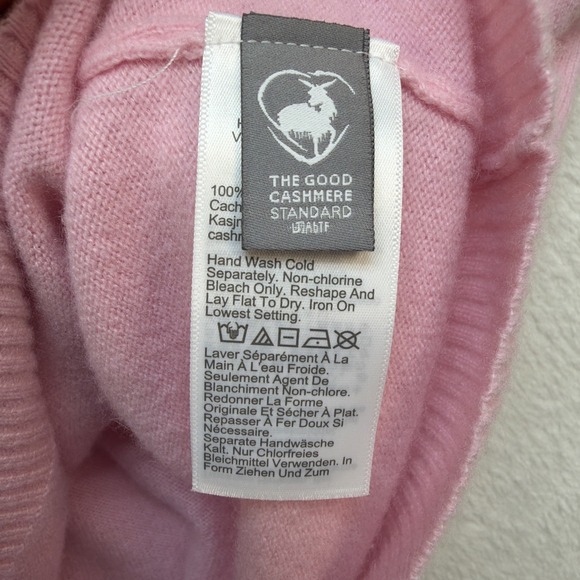 THE GOOD
CASHMERE
STANDARD
100%
Cach
Kasjm
cashr
Hand Wash Cold
Separately. Non-chlorine
Bleach Only. Reshape And
Lay Flat To Dry. Iron On
Lowest Setting.
Laver Séparément À La
Main À L'eau Froide.
Seulement Agent De
Blanchiment Non-chlore.
Redonner La Forme
Originale Et Sécher À Plat.
Repasser À Fer Doux Si
Nécessaire.
Separate Handwäsche
Kalt. Nur Chlorfreies
Bleichmittel Verwenden. In
Form Ziehen Und Zum